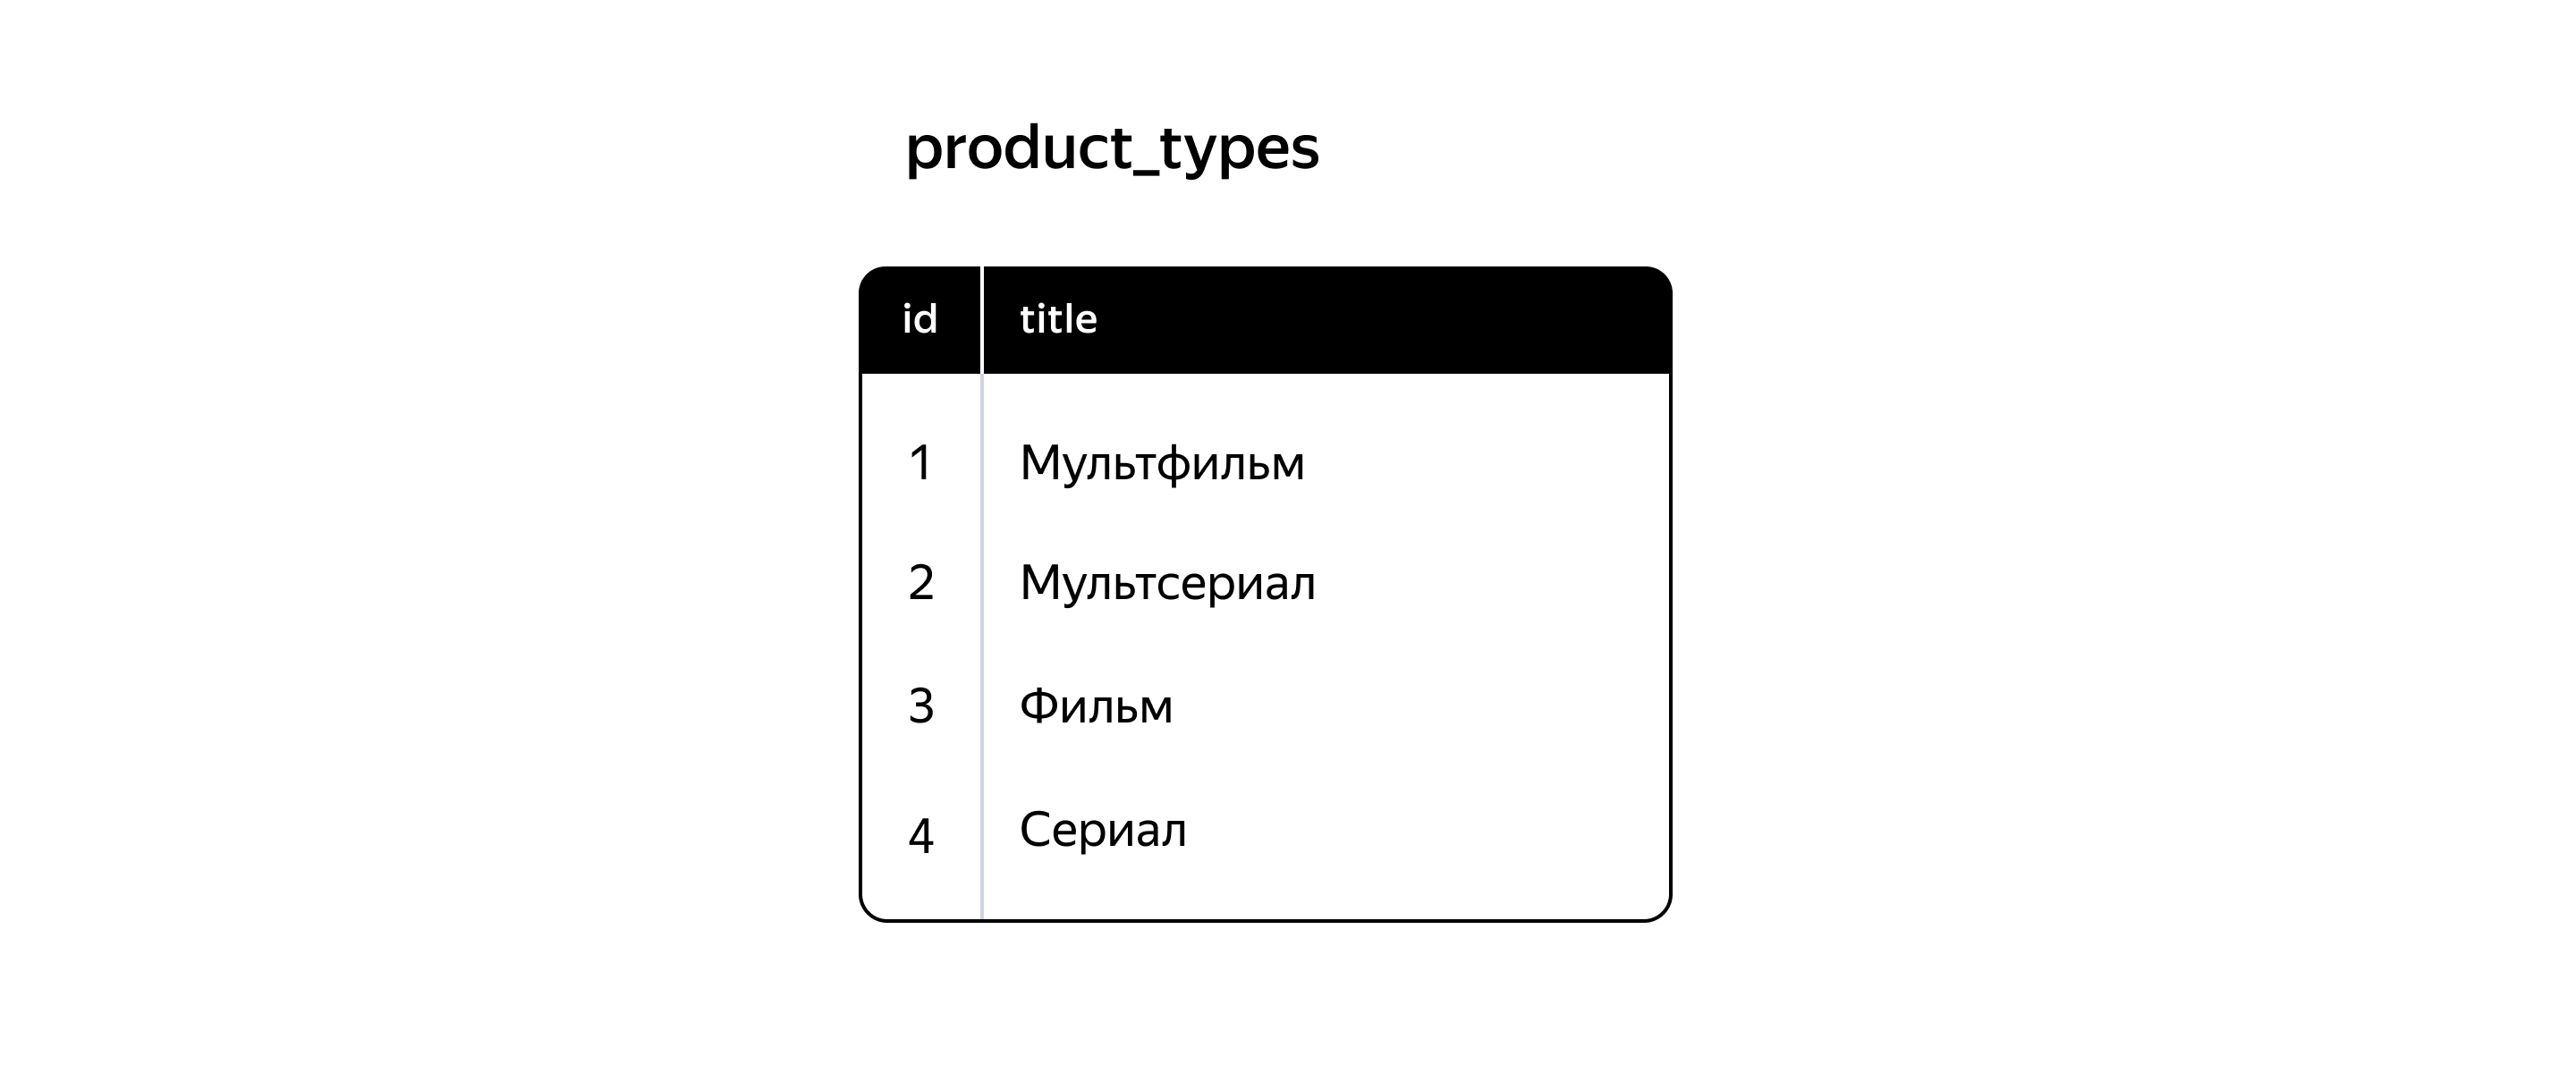 product_types
id title
1 Мультфильм
2 Мультсериал
3 Фильм
4 Сериал